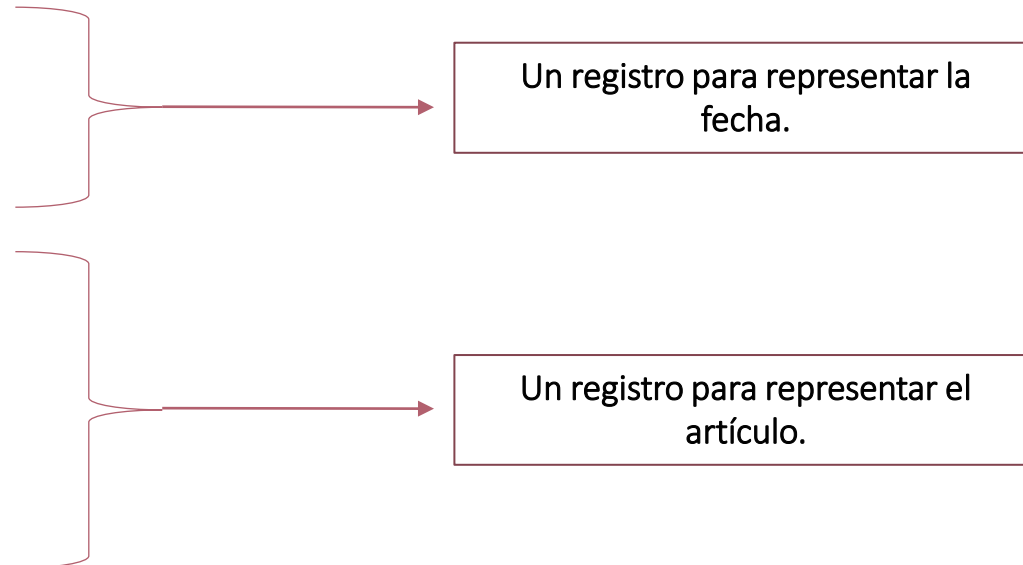 Un registro para representar la
fecha.
Un registro para representar el
artículo.